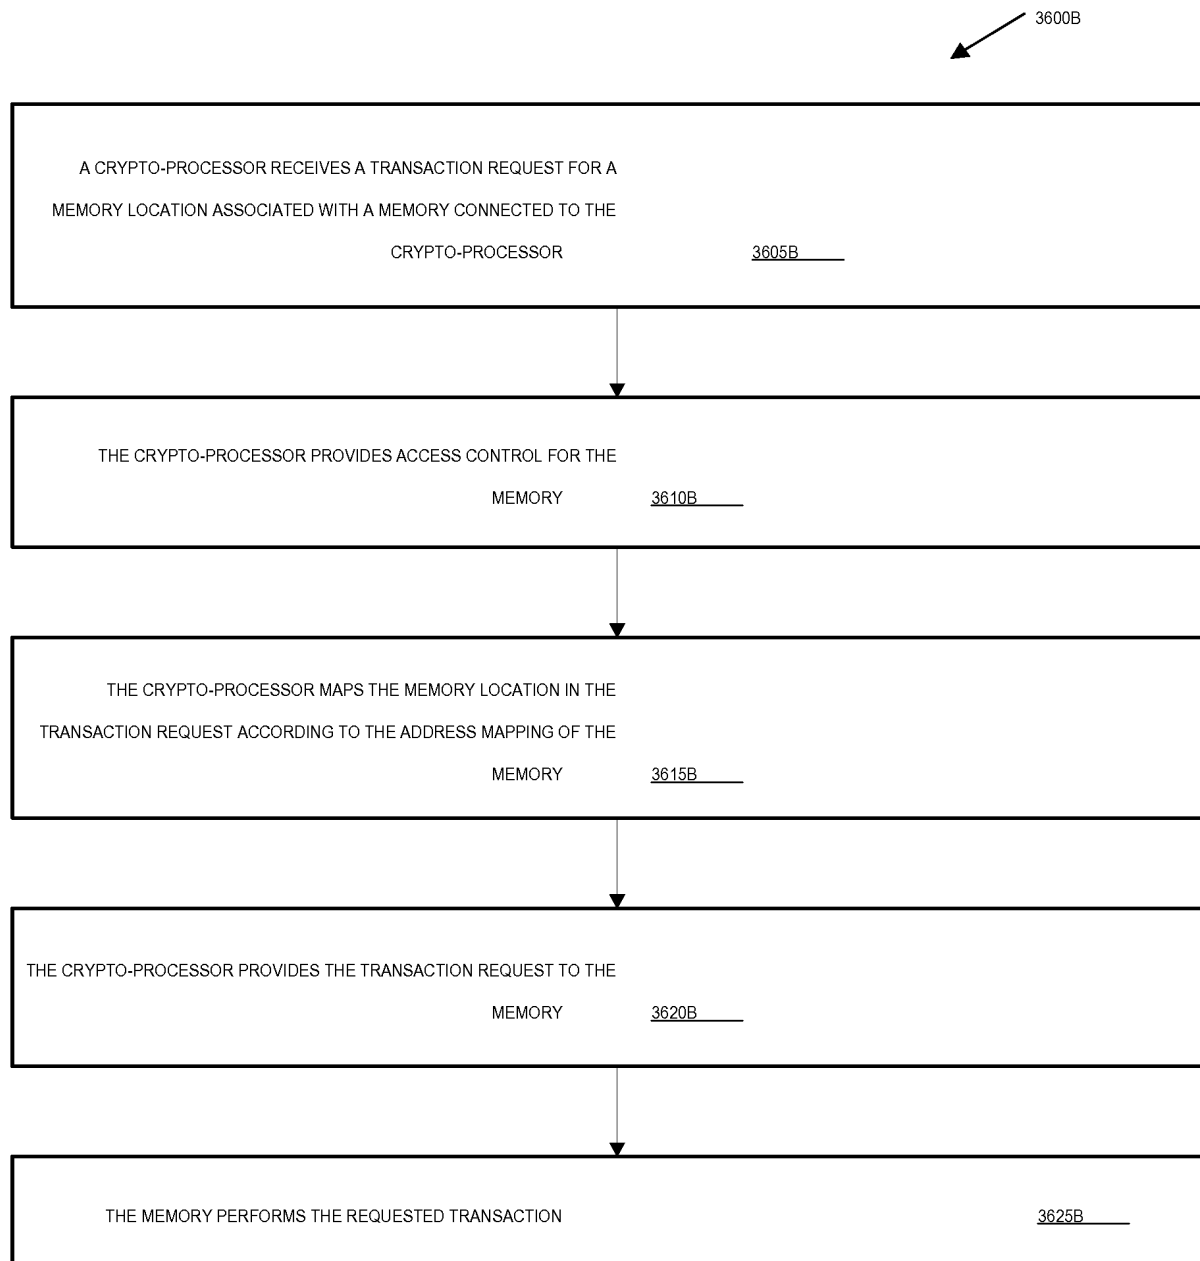 3600B
A CRYPTO-PROCESSOR RECEIVES A TRANSACTION REQUEST FOR A
MEMORY LOCATION ASSOCIATED WITH A MEMORY CONNECTED TO THE
CRYPTO-PROCESSOR 3605B
THE CRYPTO-PROCESSOR PROVIDES ACCESS CONTROL FOR THE
MEMORY 3610B
THE CRYPTO-PROCESSOR MAPS THE MEMORY LOCATION IN THE
TRANSACTION REQUEST ACCORDING TO THE ADDRESS MAPPING OF THE
MEMORY 3615B
THE CRYPTO-PROCESSOR PROVIDES THE TRANSACTION REQUEST TO THE
MEMORY 3620B
THE MEMORY PERFORMS THE REQUESTED TRANSACTION 3625B